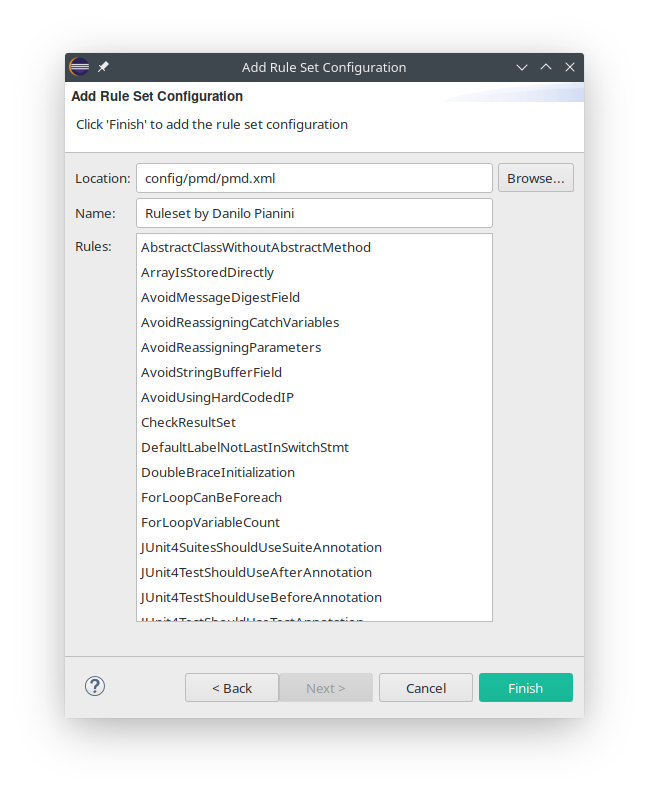 Add Rule Set Configuration
Add Rule Set Configuration
Click 'Finish' to add the rule set configuration
Location: config/pmd/pmd.xml Browse...
Name: Ruleset by Danilo Pianini
Rules:
AbstractClassWithoutAbstractMethod
ArrayIsStoredDirectly
AvoidMessageDigestField
AvoidReassigningCatchVariables
AvoidReassigningParameters
AvoidStringBufferField
AvoidUsingHardCodedIP
CheckResultSet
DefaultLabelNotLastInSwitchStmt
DoubleBraceInitialization
ForLoopCanBeForeach
ForLoopVariableCount
JUnit4SuitesShouldUseSuiteAnnotation
JUnit4TestShouldUseAfterAnnotation
JUnit4TestShouldUseBeforeAnnotation
JUnit4TestShouldUseTestAnnotation
? < Back Next > Cancel Finish